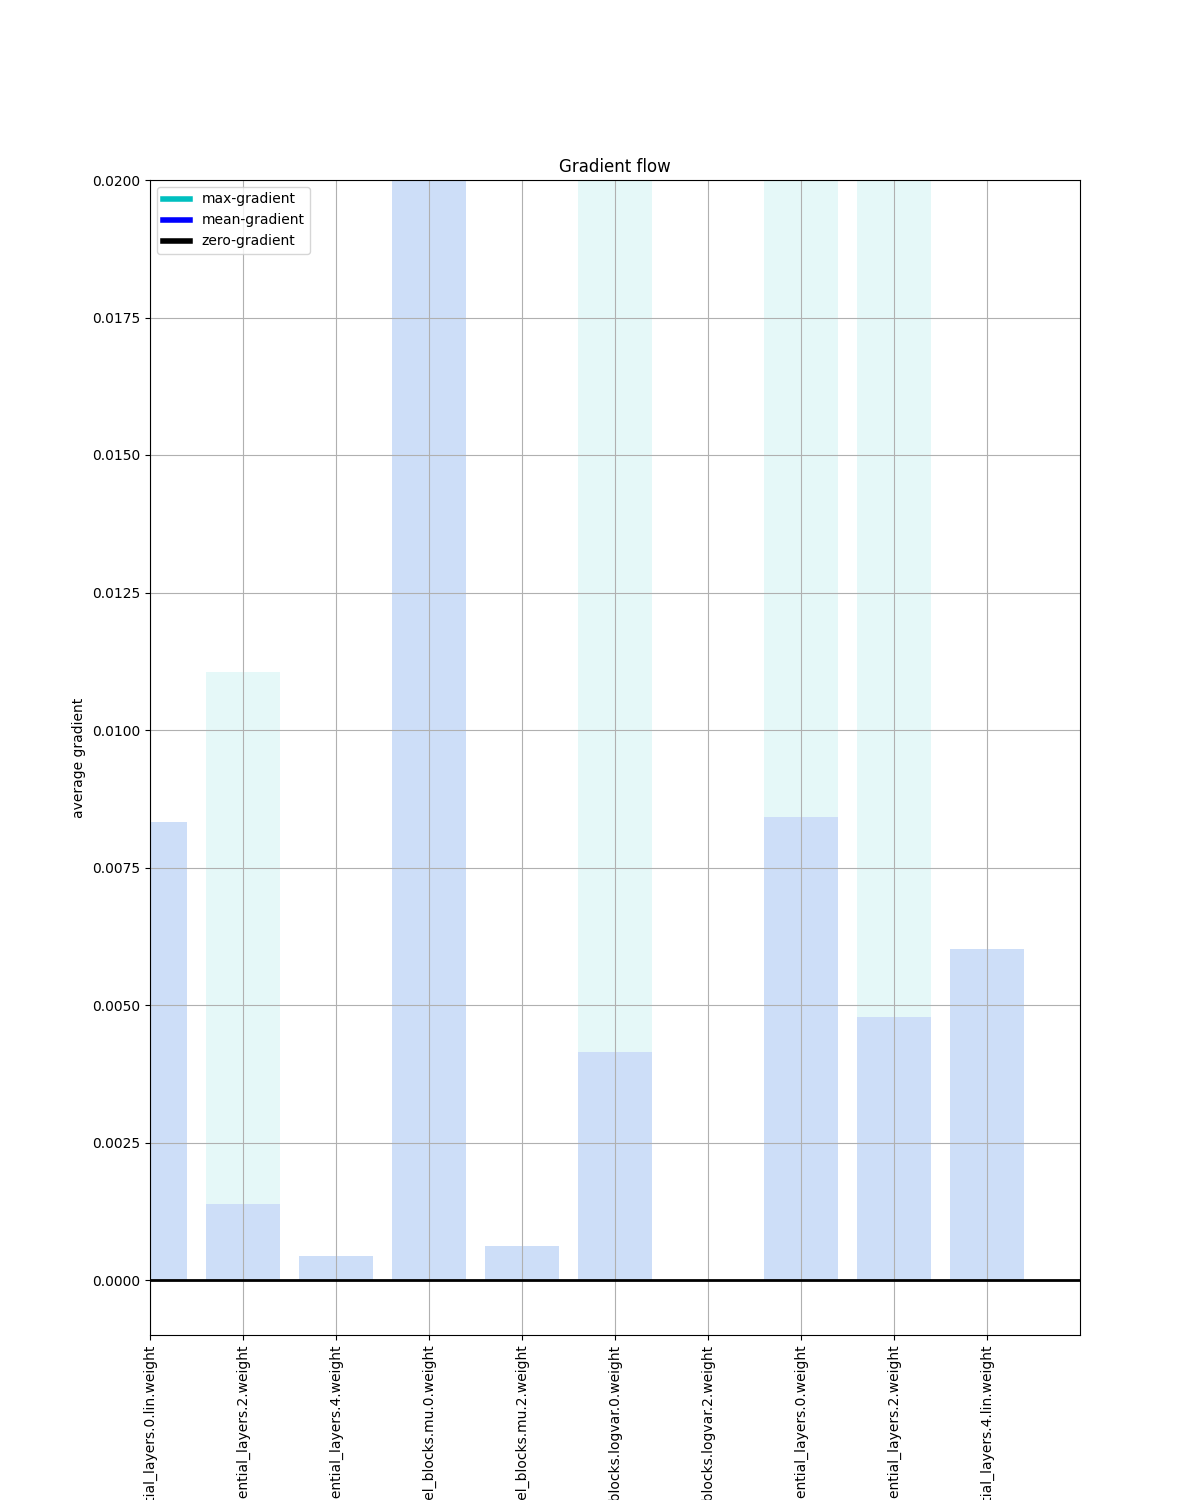 Gradient flow
max-gradient
mean-gradient
zero-gradient
average gradient
0.0200
0.0175
0.0150
0.0125
0.0100
0.0075
0.0050
0.0025
0.0000
tial_layers.0.lin.weight
ential_layers.2.weight
ential_layers.4.weight
el_blocks.mu.0.weight
el_blocks.mu.2.weight
blocks.logvar.0.weight
blocks.logvar.2.weight
ential_layers.0.weight
ential_layers.2.weight
tial_layers.4.lin.weight